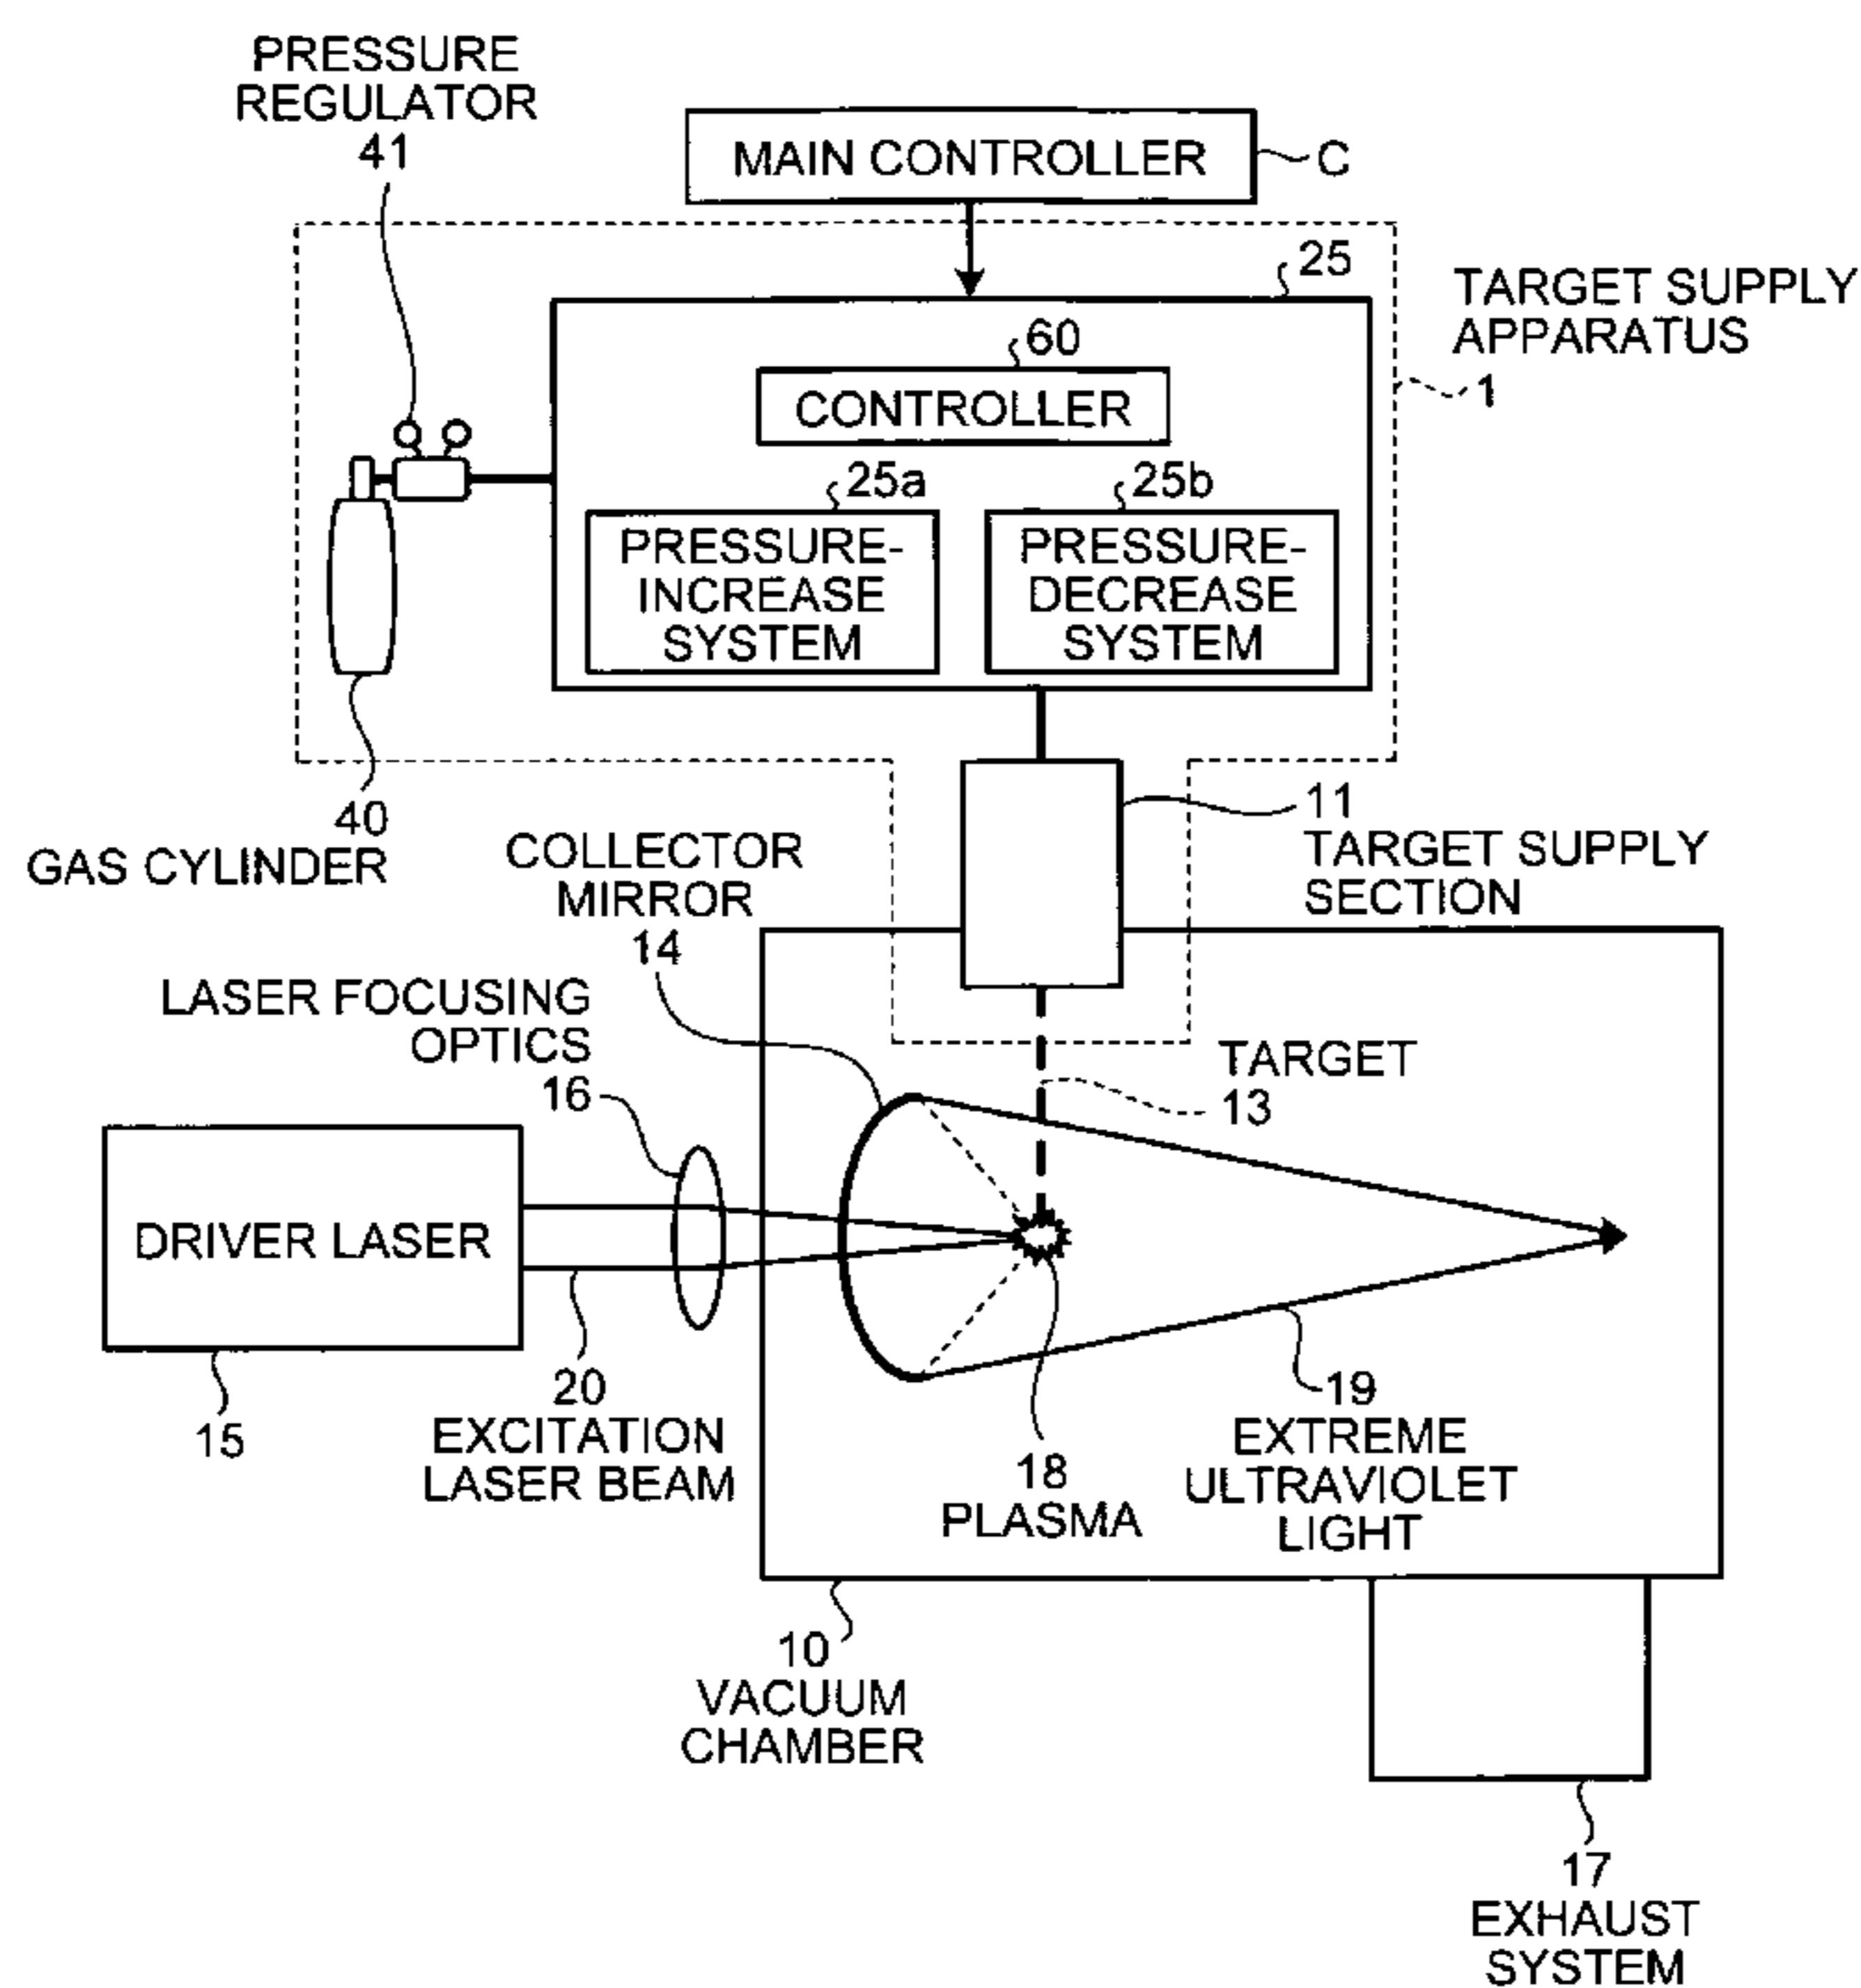 PRESSURE
REGULATOR
41
MAIN CONTROLLER
C
25
TARGET SUPPLY
APPARATUS
1
60
CONTROLLER
25a
25b
PRESSURE-
INCREASE
SYSTEM
PRESSURE-
DECREASE
SYSTEM
40
GAS CYLINDER
11
TARGET SUPPLY
SECTION
COLLECTOR
MIRROR
14
LASER FOCUSING
OPTICS
16
TARGET
13
DRIVER LASER
15
20
EXCITATION
LASER BEAM
18
PLASMA
19
EXTREME
ULTRAVIOLET
LIGHT
10
VACUUM
CHAMBER
17
EXHAUST
SYSTEM